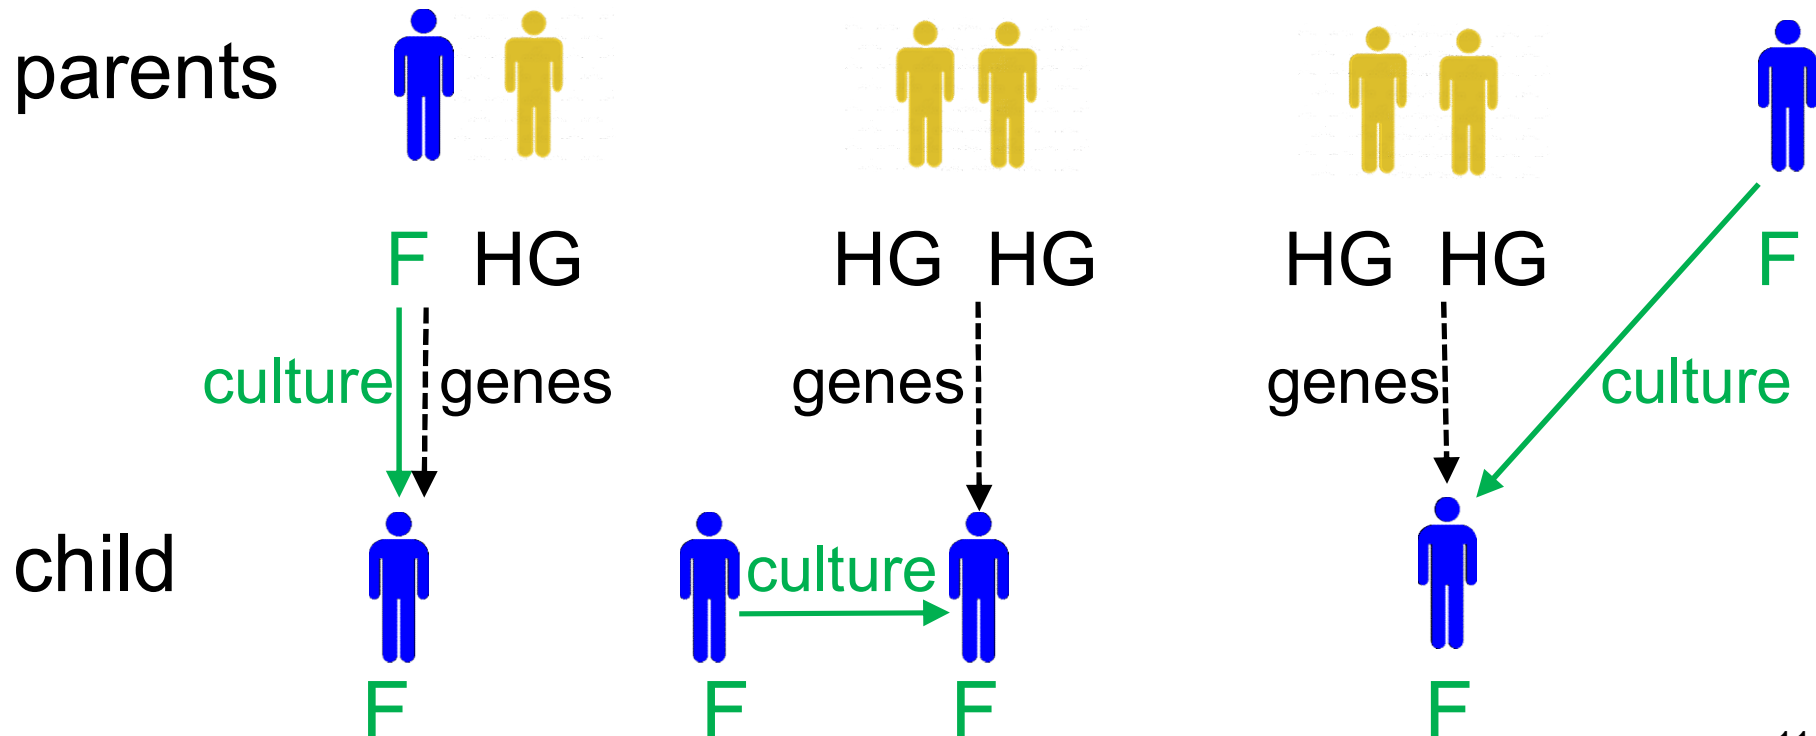 parents
F HG HG HG HG HG F
culture genes genes genes culture
child culture
F F F F